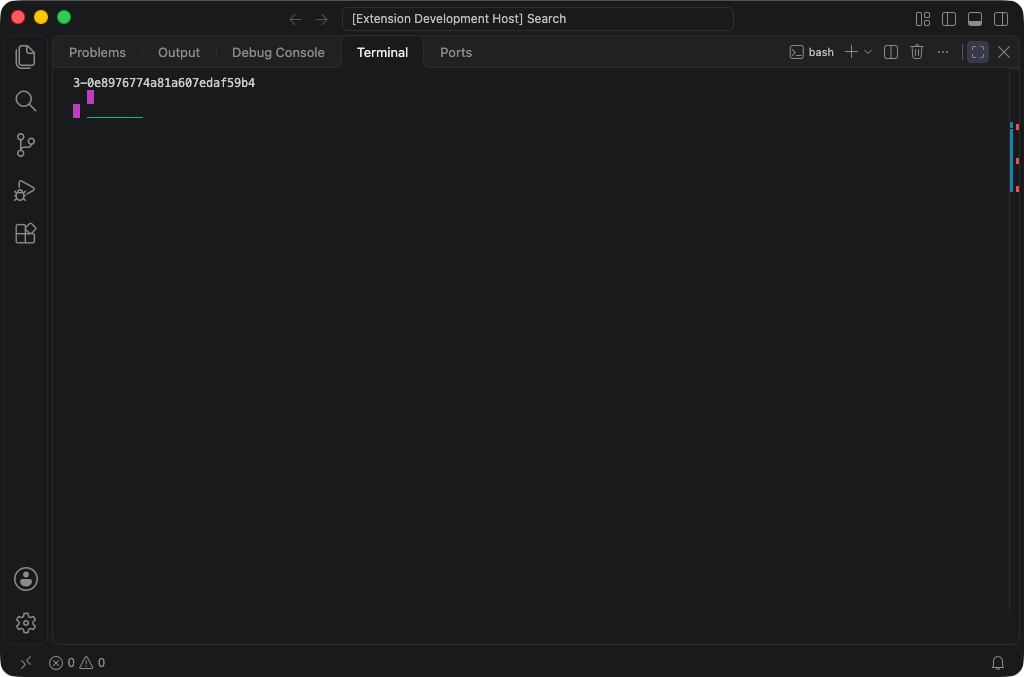 [Extension Development Host] Search
Problems
Output
Debug Console
Terminal
Ports
bash
3-0e8976774a81a607edaf59b4
0
0